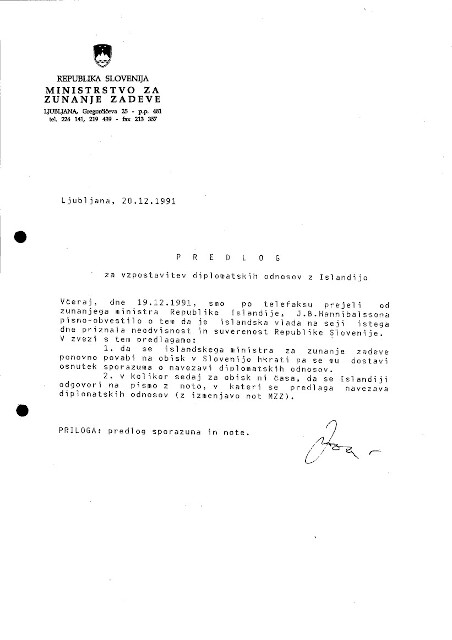 REPUBLIKA SLOVENIJA
MINISTRSTVO ZA
ZUNANJE ZADEVE
LJUBLJANA, Gregorčičeva 25 - p.p. 481
tel. 224 141, 219 439 - fax 213 357
Ljubljana, 20.12.1991
P R E D L O G
za vzpostavitev diplomatskih odnosov z Islandijo
Včeraj, dne 19.12.1991, smo po telefaksu prejeli od
zunanjega ministra Republike Islandije, J.B.Hannibalssona
pismo-obvestilo o tem da je islandska vlada na seji istega
dne priznala neodvisnost in suverenost Republike Slovenije.
V zvezi s tem predlagamo:
1. da se islandskega ministra za zunanje zadeve
ponovno povabi na obisk v Slovenijo hkrati pa se mu dostavi
osnutek sporazuma o navezavi diplomatskih odnosov.
2. v kolikor sedaj za obisk ni časa, da se Islandiji
odgovori na pismo z noto, v kateri se predlaga navezava
diplomatskih odnosov (z izmenjavo not MZZ).
PRILOGA: predlog sporazuma in note.